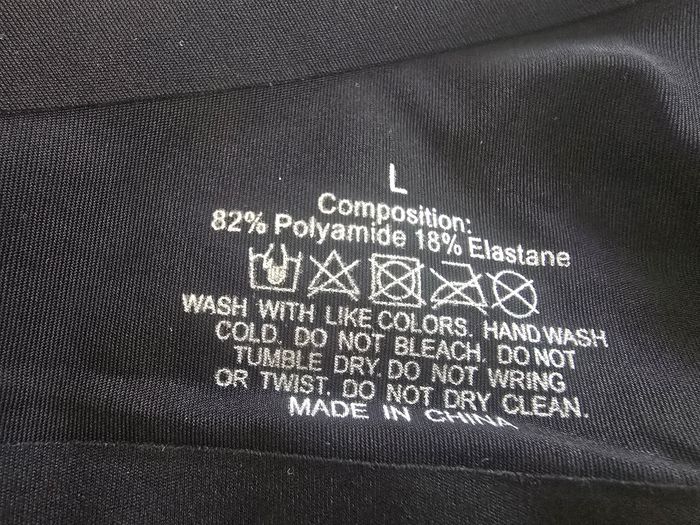 L
Composition:
82% Polyamide 18% Elastane
WASH WITH LIKE COLORS. HAND WASH
COLD. DO NOT BLEACH. DO NOT
TUMBLE DRY. DO NOT WRING
OR TWIST. DO NOT DRY CLEAN.
MADE IN CHINA